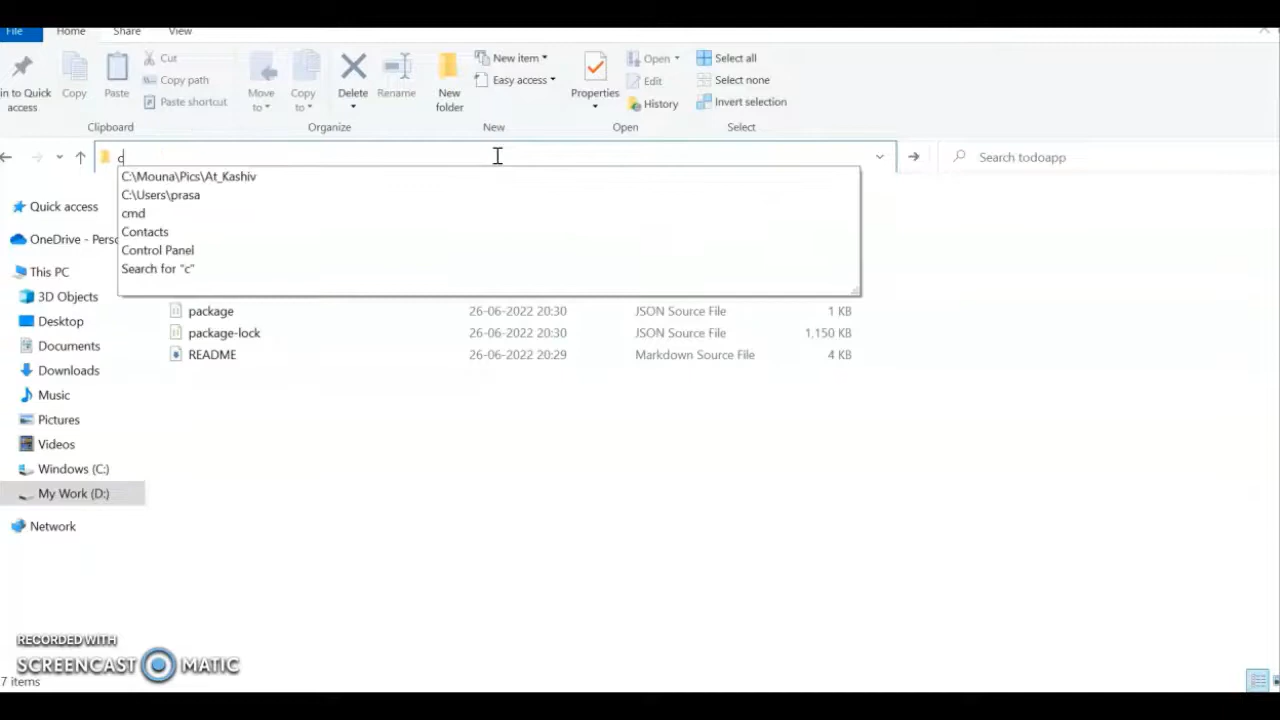 File Home Share View
in to Quick access
Copy
Paste
Cut
Copy path
Paste shortcut
Clipboard
Move to
Copy to
Delete
Rename
Organize
New folder
New item
Easy access
New
Properties
Open
Edit
History
Open
Select all
Select none
Invert selection
Select
c
Search todoapp
C:\Mouna\Pics\At_Kashiv
C:\Users\prasa
cmd
Contacts
Control Panel
Search for "c"
Quick access
OneDrive - Perso
This PC
3D Objects
Desktop
Documents
Downloads
Music
Pictures
Videos
Windows (C:)
My Work (D:)
Network
package 26-06-2022 20:30 JSON Source File 1 KB
package-lock 26-06-2022 20:30 JSON Source File 1,150 KB
README 26-06-2022 20:29 Markdown Source File 4 KB
RECORDED WITH
SCREENCAST MATIC
7 items